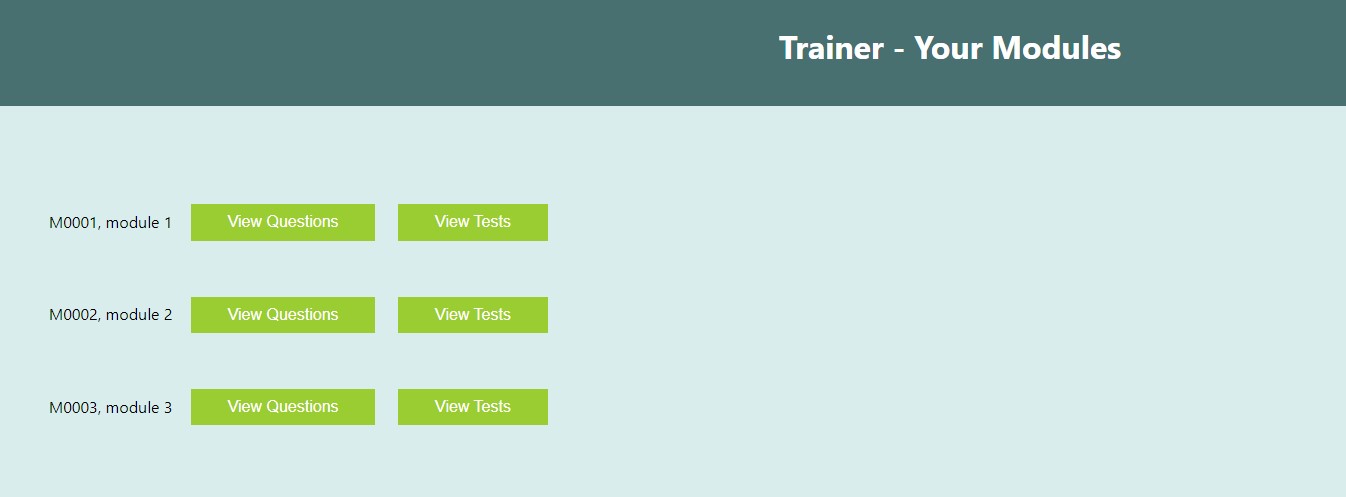 Trainer - Your Modules
M0001, module 1 View Questions View Tests
M0002, module 2 View Questions View Tests
M0003, module 3 View Questions View Tests